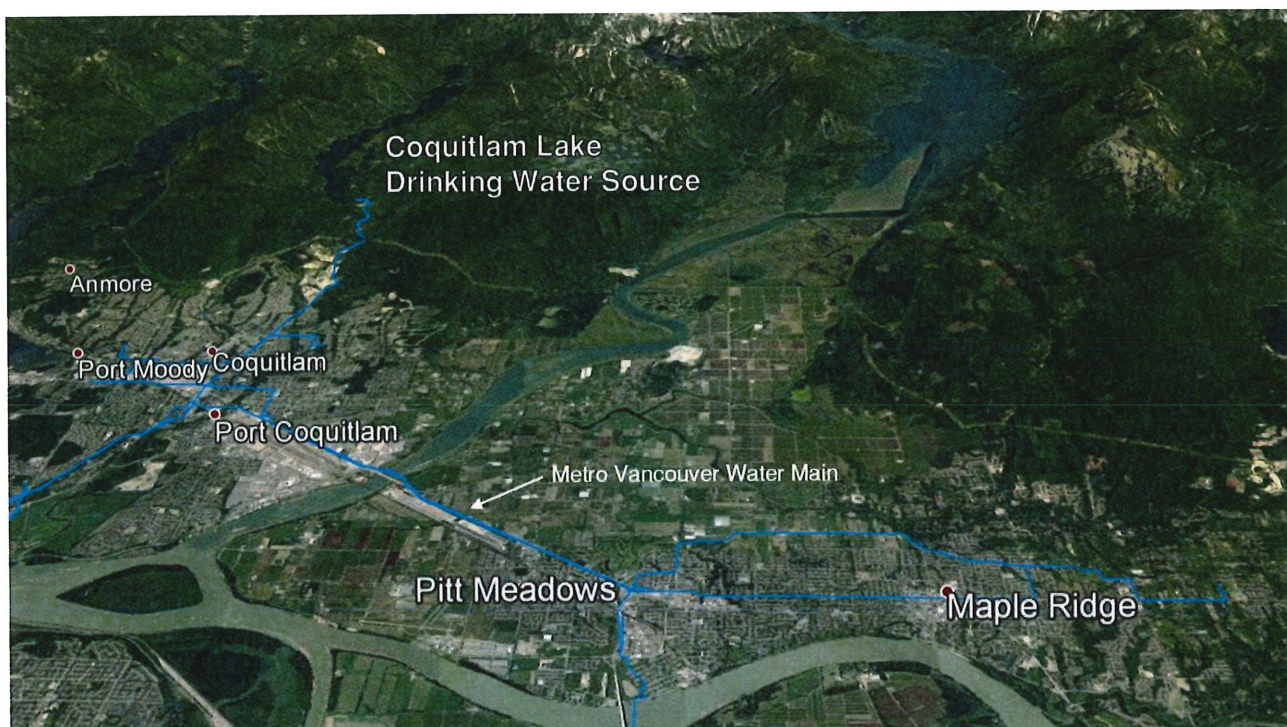 Coquitlam Lake
Drinking Water Source
Anmore
Port Moody
Coquitlam
Port Coquitlam
Metro Vancouver Water Main
Pitt Meadows
Maple Ridge